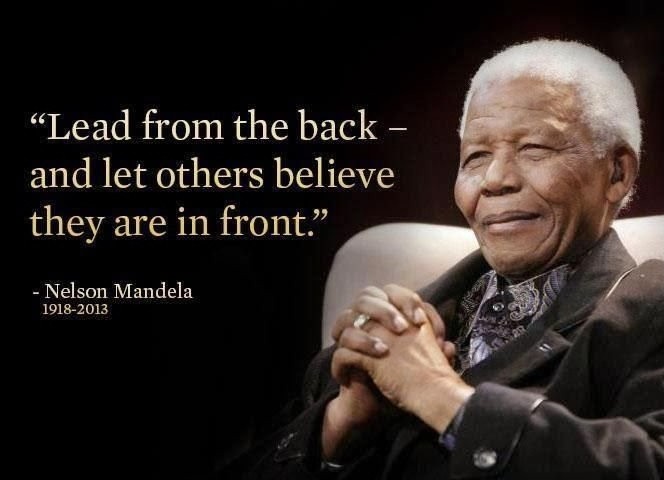 “Lead from the back –
and let others believe
they are in front.”
- Nelson Mandela
1918-2013